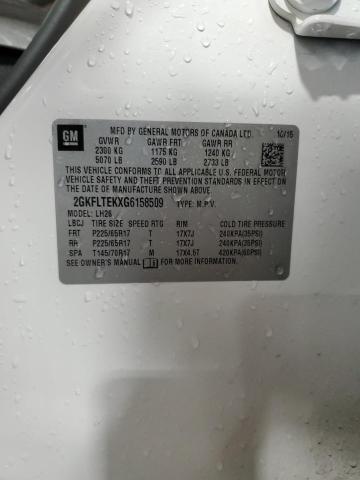 GM
MFD BY GENERAL MOTORS OF CANADA LTD. 10/15
GVWR GAWR FRT GAWR RR
2300 KG 1175 KG 1240 KG
5070 LB 2590 LB 2733 LB
THIS VEHICLE CONFORMS TO ALL APPLICABLE U.S. FEDERAL MOTOR
VEHICLE SAFETY AND THEFT PREVENTION STANDARDS IN EFFECT ON
THE DATE OF MANUFACTURE SHOWN ABOVE.
2GKFLTEKXG6158509 TYPE: M.P.V.
MODEL: LH26
LBCJ TIRE SIZE SPEED RTG RIM COLD TIRE PRESSURE
FRT P225/65R17 T 17X7J 240KPA(35PSI)
RR P225/65R17 T 17X7J 240KPA(35PSI)
SPA T145/70R17 M 17X4.5T 420KPA(60PSI)
SEE OWNER'S MANUAL FOR MORE INFORMATION.